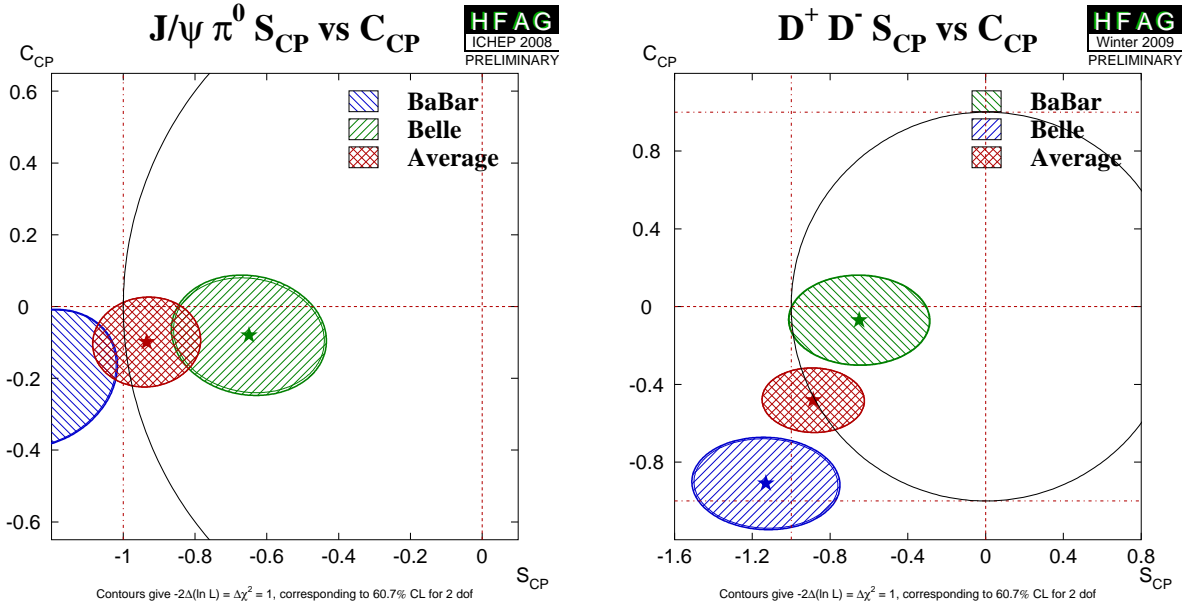 J/ψ π⁰ S_CP vs C_CP
HFAG
ICHEP 2008
PRELIMINARY
C_CP
BaBar
Belle
Average
0.6
0.4
0.2
0
-0.2
-0.4
-0.6
-1 -0.8 -0.6 -0.4 -0.2 0
S_CP
Contours give -2Δ(ln L) = Δχ² = 1, corresponding to 60.7% CL for 2 dof
D⁺ D⁻ S_CP vs C_CP
HFAG
Winter 2009
PRELIMINARY
C_CP
BaBar
Belle
Average
0.8
0.4
0
-0.4
-0.8
-1.6 -1.2 -0.8 -0.4 0 0.4 0.8
S_CP
Contours give -2Δ(ln L) = Δχ² = 1, corresponding to 60.7% CL for 2 dof